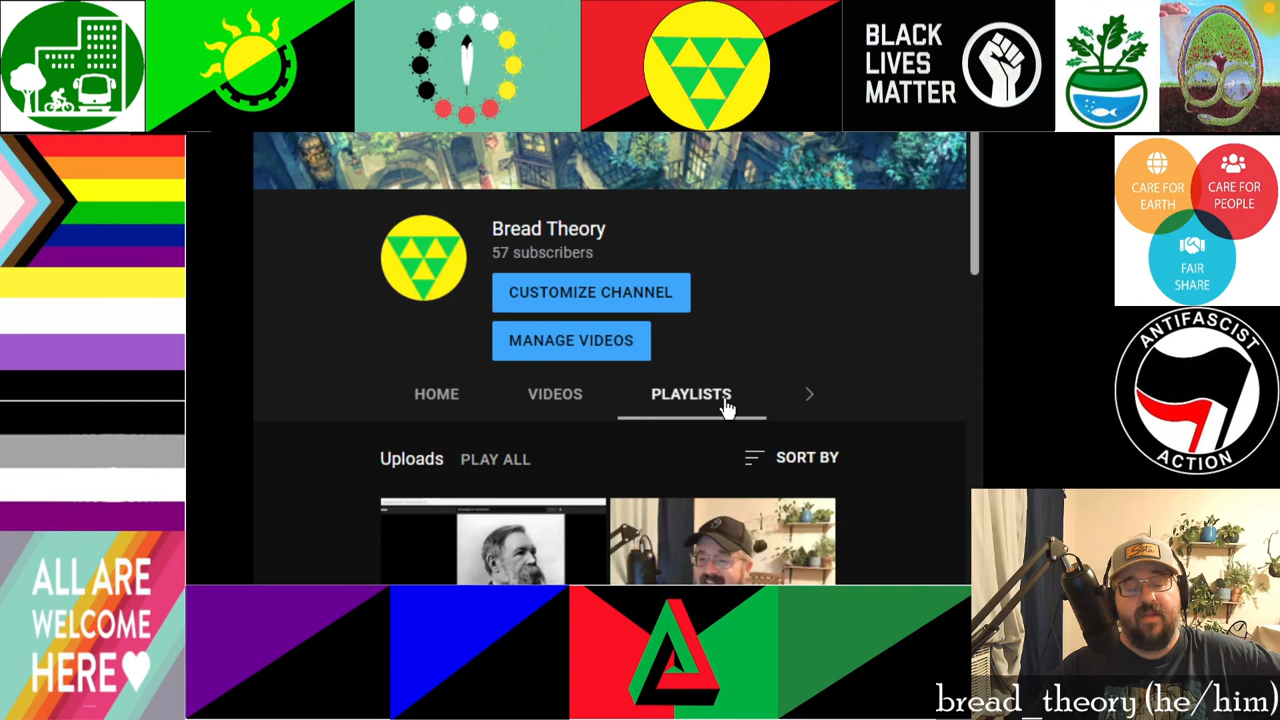 BLACK
LIVES
MATTER
CARE FOR
EARTH
CARE FOR
PEOPLE
FAIR
SHARE
Bread Theory
57 subscribers
CUSTOMIZE CHANNEL
MANAGE VIDEOS
HOME VIDEOS PLAYLISTS
Uploads PLAY ALL SORT BY
ANTIFASCIST
ACTION
ALL ARE
WELCOME
HERE
bread_theory (he/him)